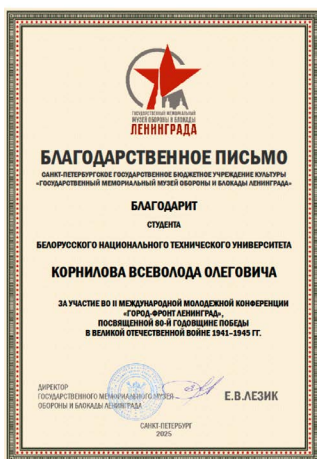 ГОСУДАРСТВЕННЫЙ МЕМОРИАЛЬНЫЙ
МУЗЕЙ ОБОРОНЫ И БЛОКАДЫ
ЛЕНИНГРАДА
БЛАГОДАРСТВЕННОЕ ПИСЬМО
САНКТ-ПЕТЕРБУРГСКОЕ ГОСУДАРСТВЕННОЕ БЮДЖЕТНОЕ УЧРЕЖДЕНИЕ КУЛЬТУРЫ
«ГОСУДАРСТВЕННЫЙ МЕМОРИАЛЬНЫЙ МУЗЕЙ ОБОРОНЫ И БЛОКАДЫ ЛЕНИНГРАДА»
БЛАГОДАРИТ
СТУДЕНТА
БЕЛОРУССКОГО НАЦИОНАЛЬНОГО ТЕХНИЧЕСКОГО УНИВЕРСИТЕТА
КОРНИЛОВА ВСЕВОЛОДА ОЛЕГОВИЧА
ЗА УЧАСТИЕ ВО II МЕЖДУНАРОДНОЙ МОЛОДЕЖНОЙ КОНФЕРЕНЦИИ
«ГОРОД-ФРОНТ ЛЕНИНГРАД»,
ПОСВЯЩЕННОЙ 80-Й ГОДОВЩИНЕ ПОБЕДЫ
В ВЕЛИКОЙ ОТЕЧЕСТВЕННОЙ ВОЙНЕ 1941–1945 ГГ.
ДИРЕКТОР
ГОСУДАРСТВЕННОГО МЕМОРИАЛЬНОГО МУЗЕЯ
ОБОРОНЫ И БЛОКАДЫ ЛЕНИНГРАДА
Е.В.ЛЕЗИК
САНКТ-ПЕТЕРБУРГ
2025